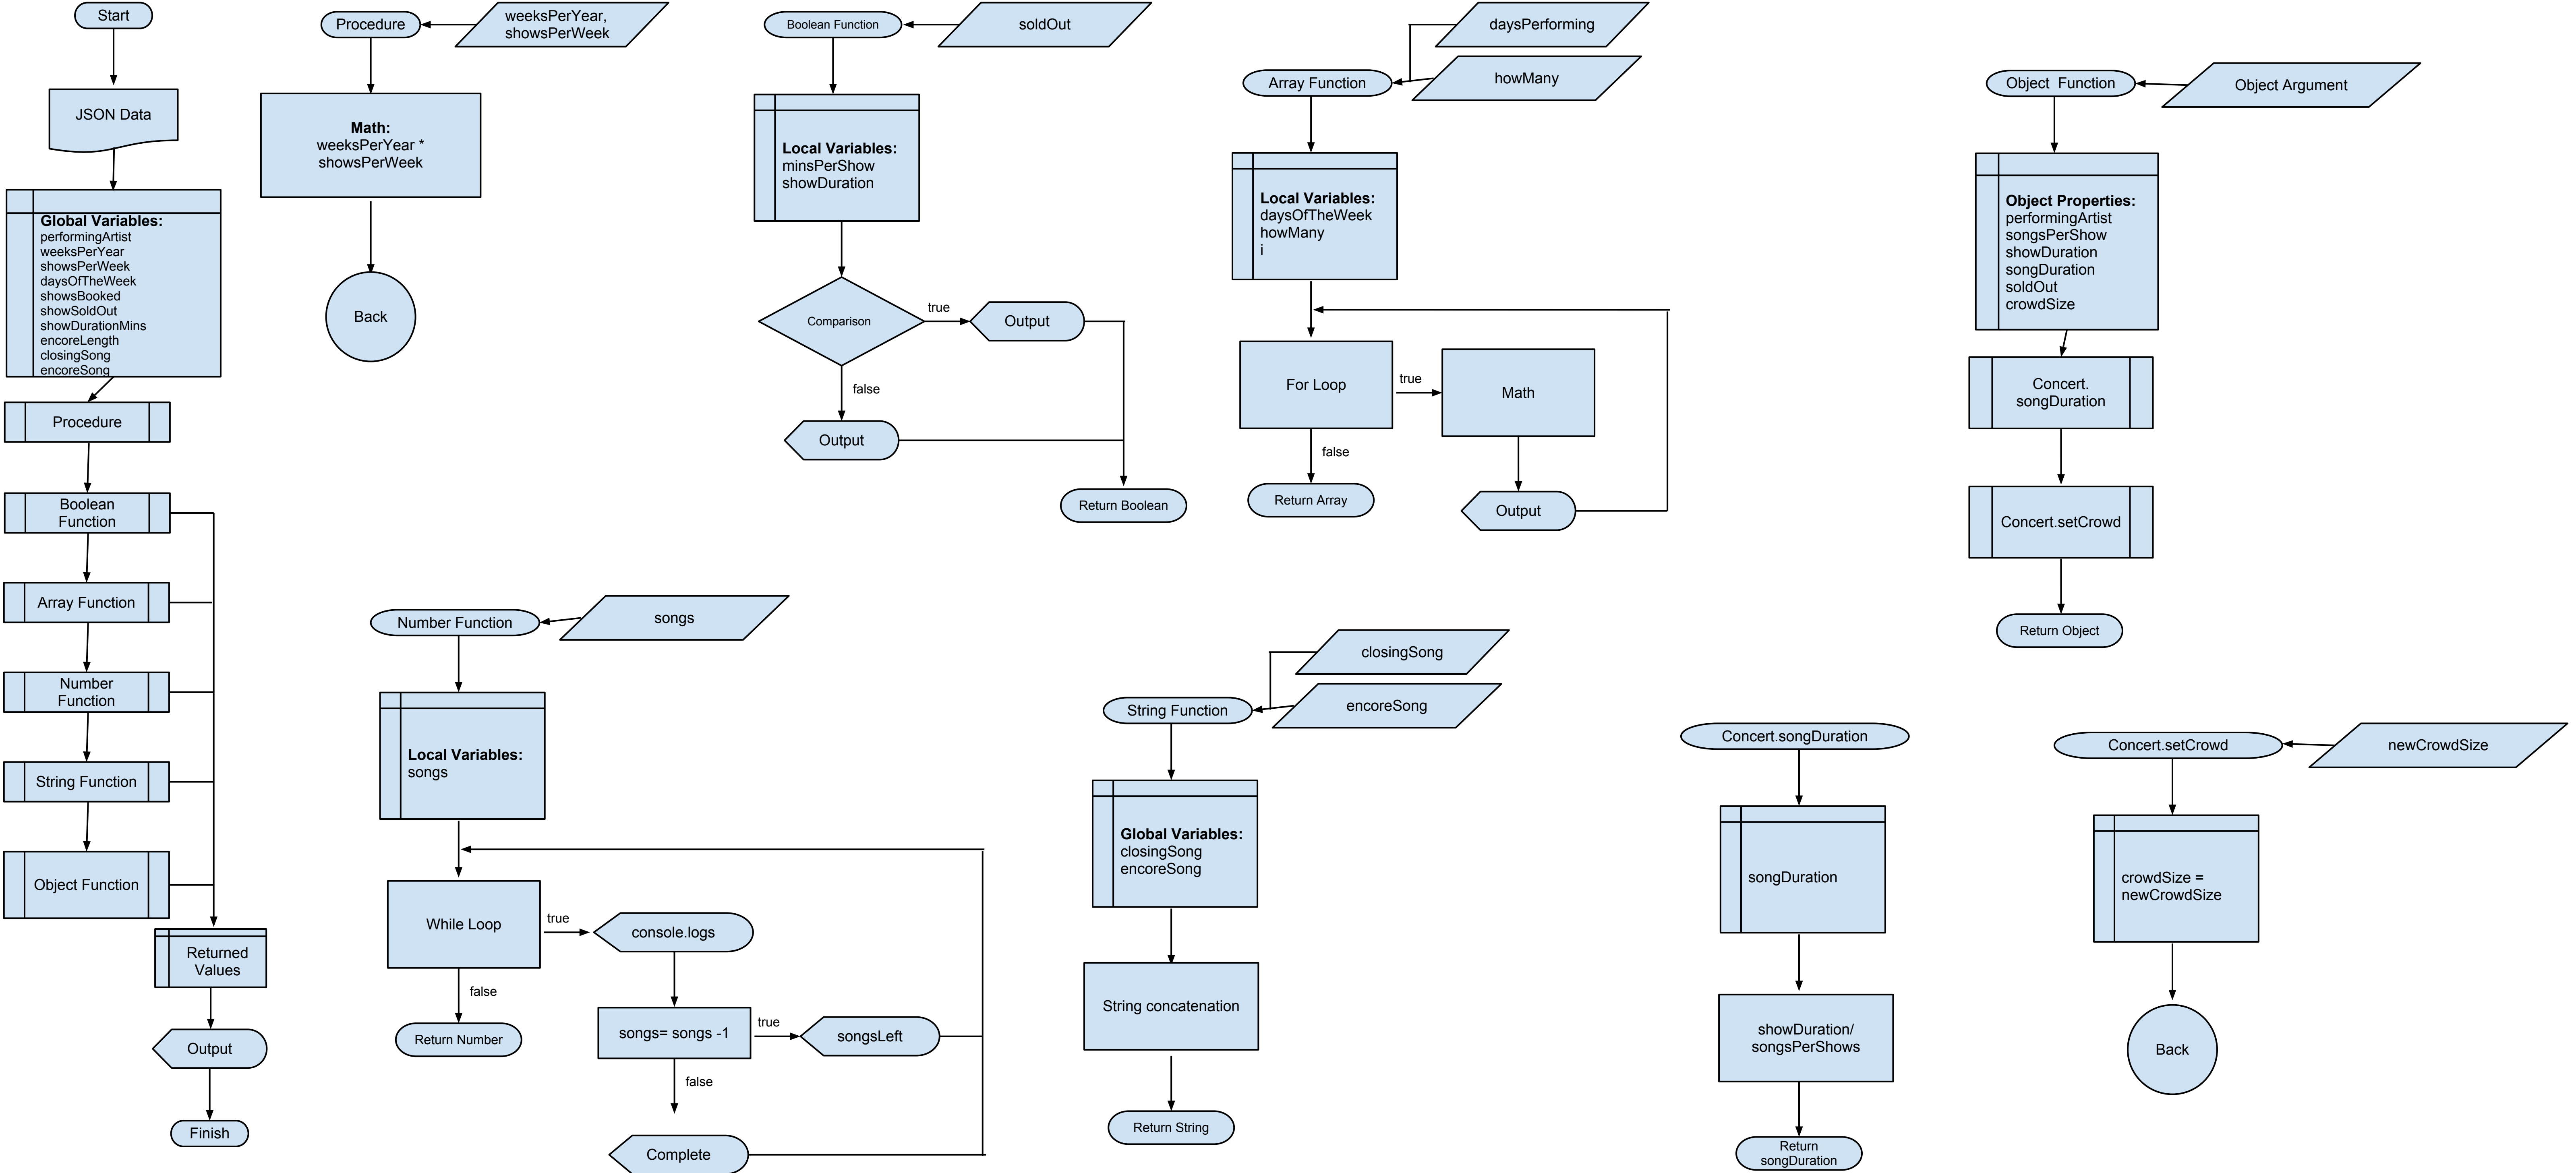 Start
JSON Data
Global Variables:
performingArtist
weeksPerYear
showsPerWeek
daysOfTheWeek
showsBooked
showSoldOut
showDurationMins
encoreLength
closingSong
encoreSong
Procedure
Boolean
Function
Array Function
Number
Function
String Function
Object Function
Returned
Values
Output
Finish
Procedure
weeksPerYear,
showsPerWeek
Math:
weeksPerYear *
showsPerWeek
Back
Boolean Function
soldOut
Local Variables:
minsPerShow
showDuration
Comparison
true
Output
false
Output
Return Boolean
daysPerforming
Array Function
howMany
Local Variables:
daysOfTheWeek
howMany
i
For Loop
true
Math
false
Return Array
Output
Object  Function
Object Argument
Object Properties:
performingArtist
songsPerShow
showDuration
songDuration
soldOut
crowdSize
Concert.
songDuration
Concert.setCrowd
Return Object
Number Function
songs
Local Variables:
songs
While Loop
true
console.logs
false
Return Number
songs= songs -1
true
songsLeft
false
Complete
closingSong
String Function
encoreSong
Global Variables:
closingSong
encoreSong
String concatenation
Return String
Concert.songDuration
songDuration
showDuration/
songsPerShows
Return
songDuration
Concert.setCrowd
newCrowdSize
crowdSize =
newCrowdSize
Back